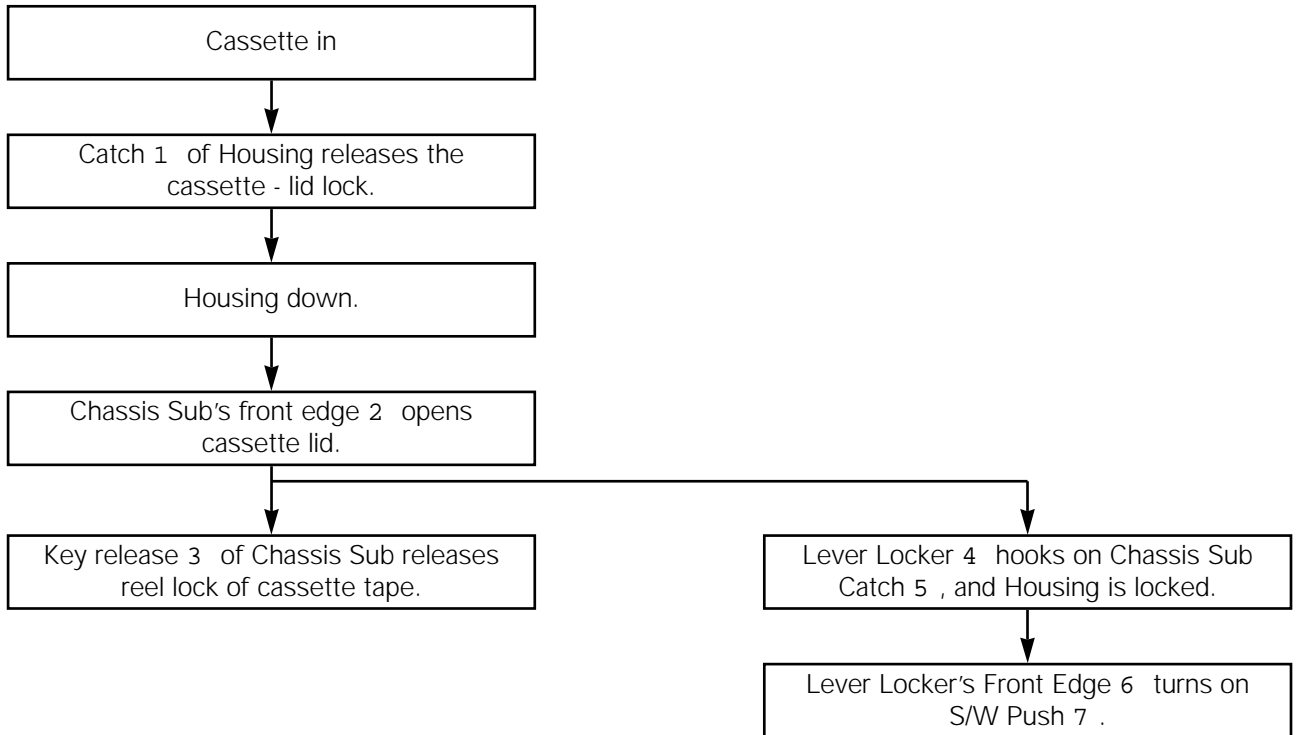 Cassette in
Catch 1 of Housing releases the
cassette - lid lock.
Housing down.
Chassis Sub's front edge 2 opens
cassette lid.
Key release 3 of Chassis Sub releases
reel lock of cassette tape.
Lever Locker 4 hooks on Chassis Sub
Catch 5 , and Housing is locked.
Lever Locker's Front Edge 6 turns on
S/W Push 7 .